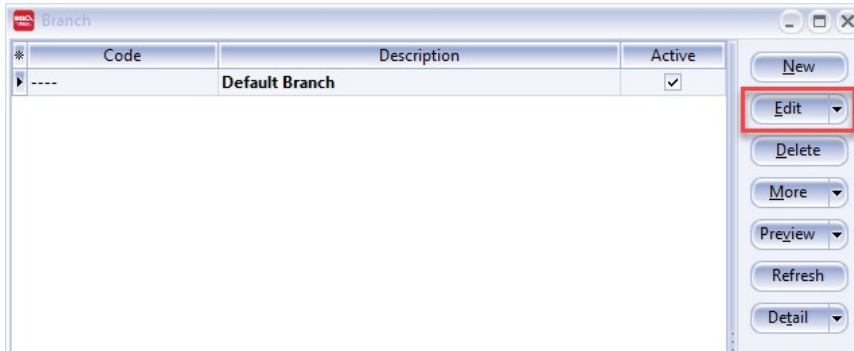 Branch
Code Description Active
---- Default Branch
New
Edit
Delete
More
Preview
Refresh
Detail